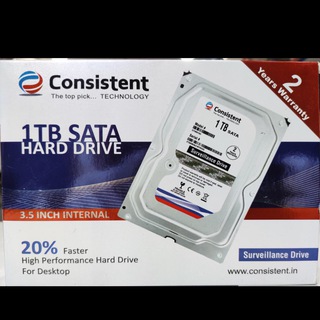 Consistent
The top pick... TECHNOLOGY
2
Years Warranty
1TB SATA
HARD DRIVE
Consistent
1TB SATA
2
Surveillance Drive
3.5 INCH INTERNAL
20% Faster
High Performance Hard Drive
For Desktop
Surveillance Drive
www.consistent.in